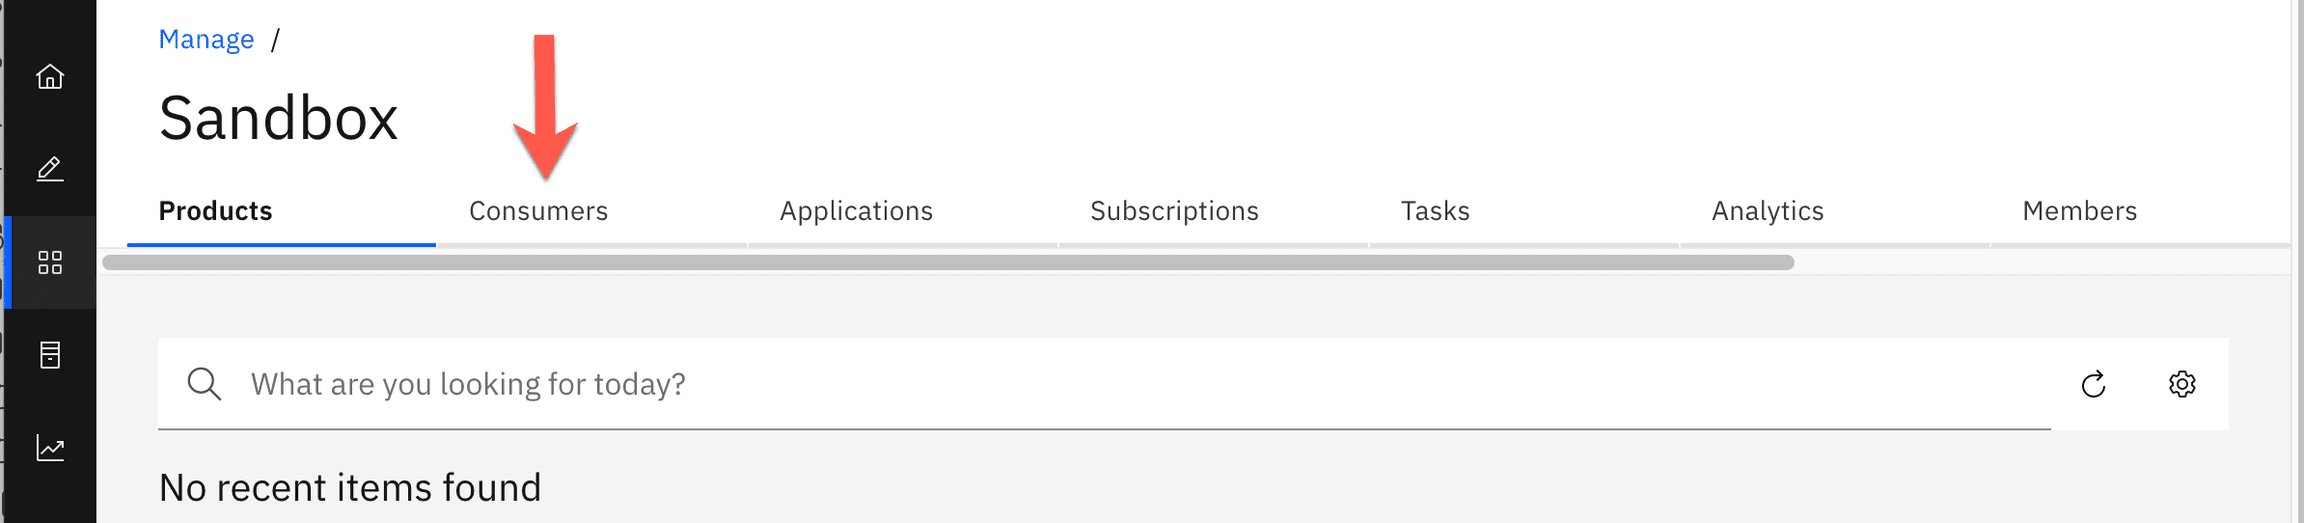 Manage /
Sandbox
Products Consumers Applications Subscriptions Tasks Analytics Members
What are you looking for today?
No recent items found